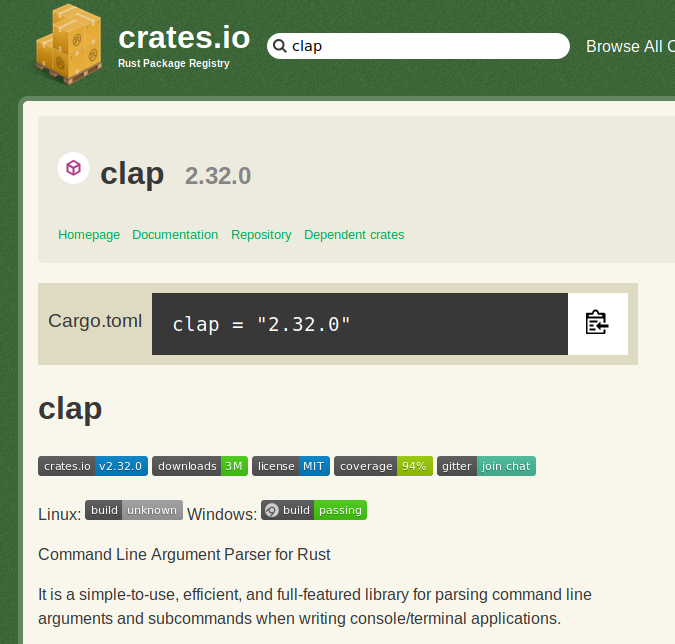 crates.io
Rust Package Registry
clap
Browse All C
clap 2.32.0
Homepage Documentation Repository Dependent crates
Cargo.toml
clap = "2.32.0"
clap
crates.io v2.32.0 downloads 3M license MIT coverage 94% gitter join chat
Linux: build unknown Windows: build passing
Command Line Argument Parser for Rust
It is a simple-to-use, efficient, and full-featured library for parsing command line
arguments and subcommands when writing console/terminal applications.